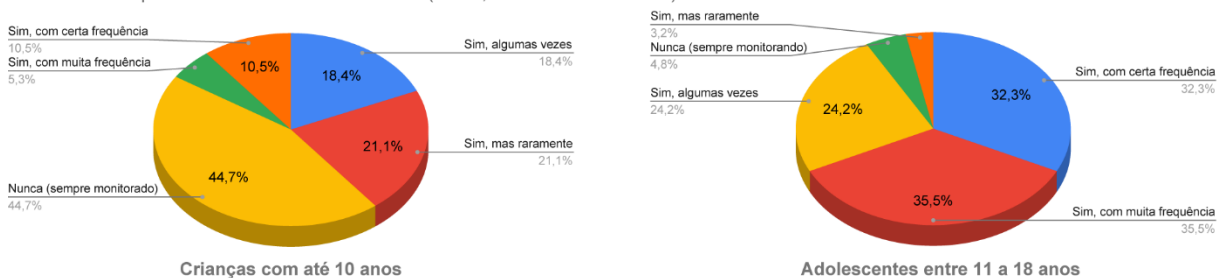 Sim, com certa frequência
10,5%
Sim, com muita frequência
5,3%
10,5%
18,4%
Sim, algumas vezes
18,4%
21,1%
Sim, mas raramente
21,1%
44,7%
Nunca (sempre monitorado)
44,7%
Crianças com até 10 anos
Sim, mas raramente
3,2%
Nunca (sempre monitorando)
4,8%
Sim, algumas vezes
24,2%
24,2%
32,3%
Sim, com certa frequência
32,3%
35,5%
Sim, com muita frequência
35,5%
Adolescentes entre 11 a 18 anos